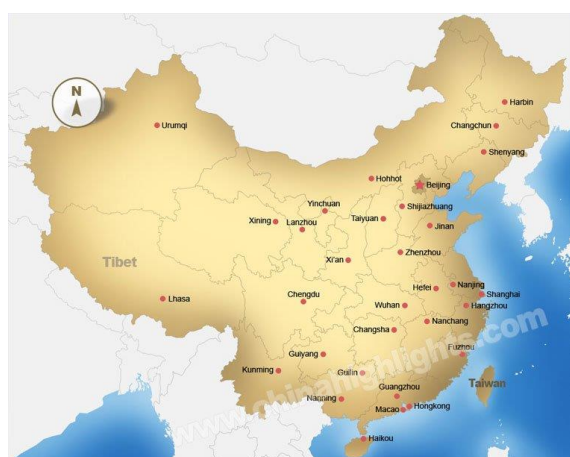 N
Harbin
Urumqi
Changchun
Shenyang
Hohhot
Beijing
Yinchuan
Shijiazhuang
Xining
Lanzhou
Taiyuan
Jinan
Zhenzhou
Xi'an
Tibet
Lhasa
Chengdu
Hefei
Nanjing
Shanghai
Wuhan
Hangzhou
Changsha
Nanchang
Guiyang
Fuzhou
Kunming
Guilin
Taiwan
Guangzhou
Nanning
Macao
Hongkong
Haikou
www.chinahighlights.com